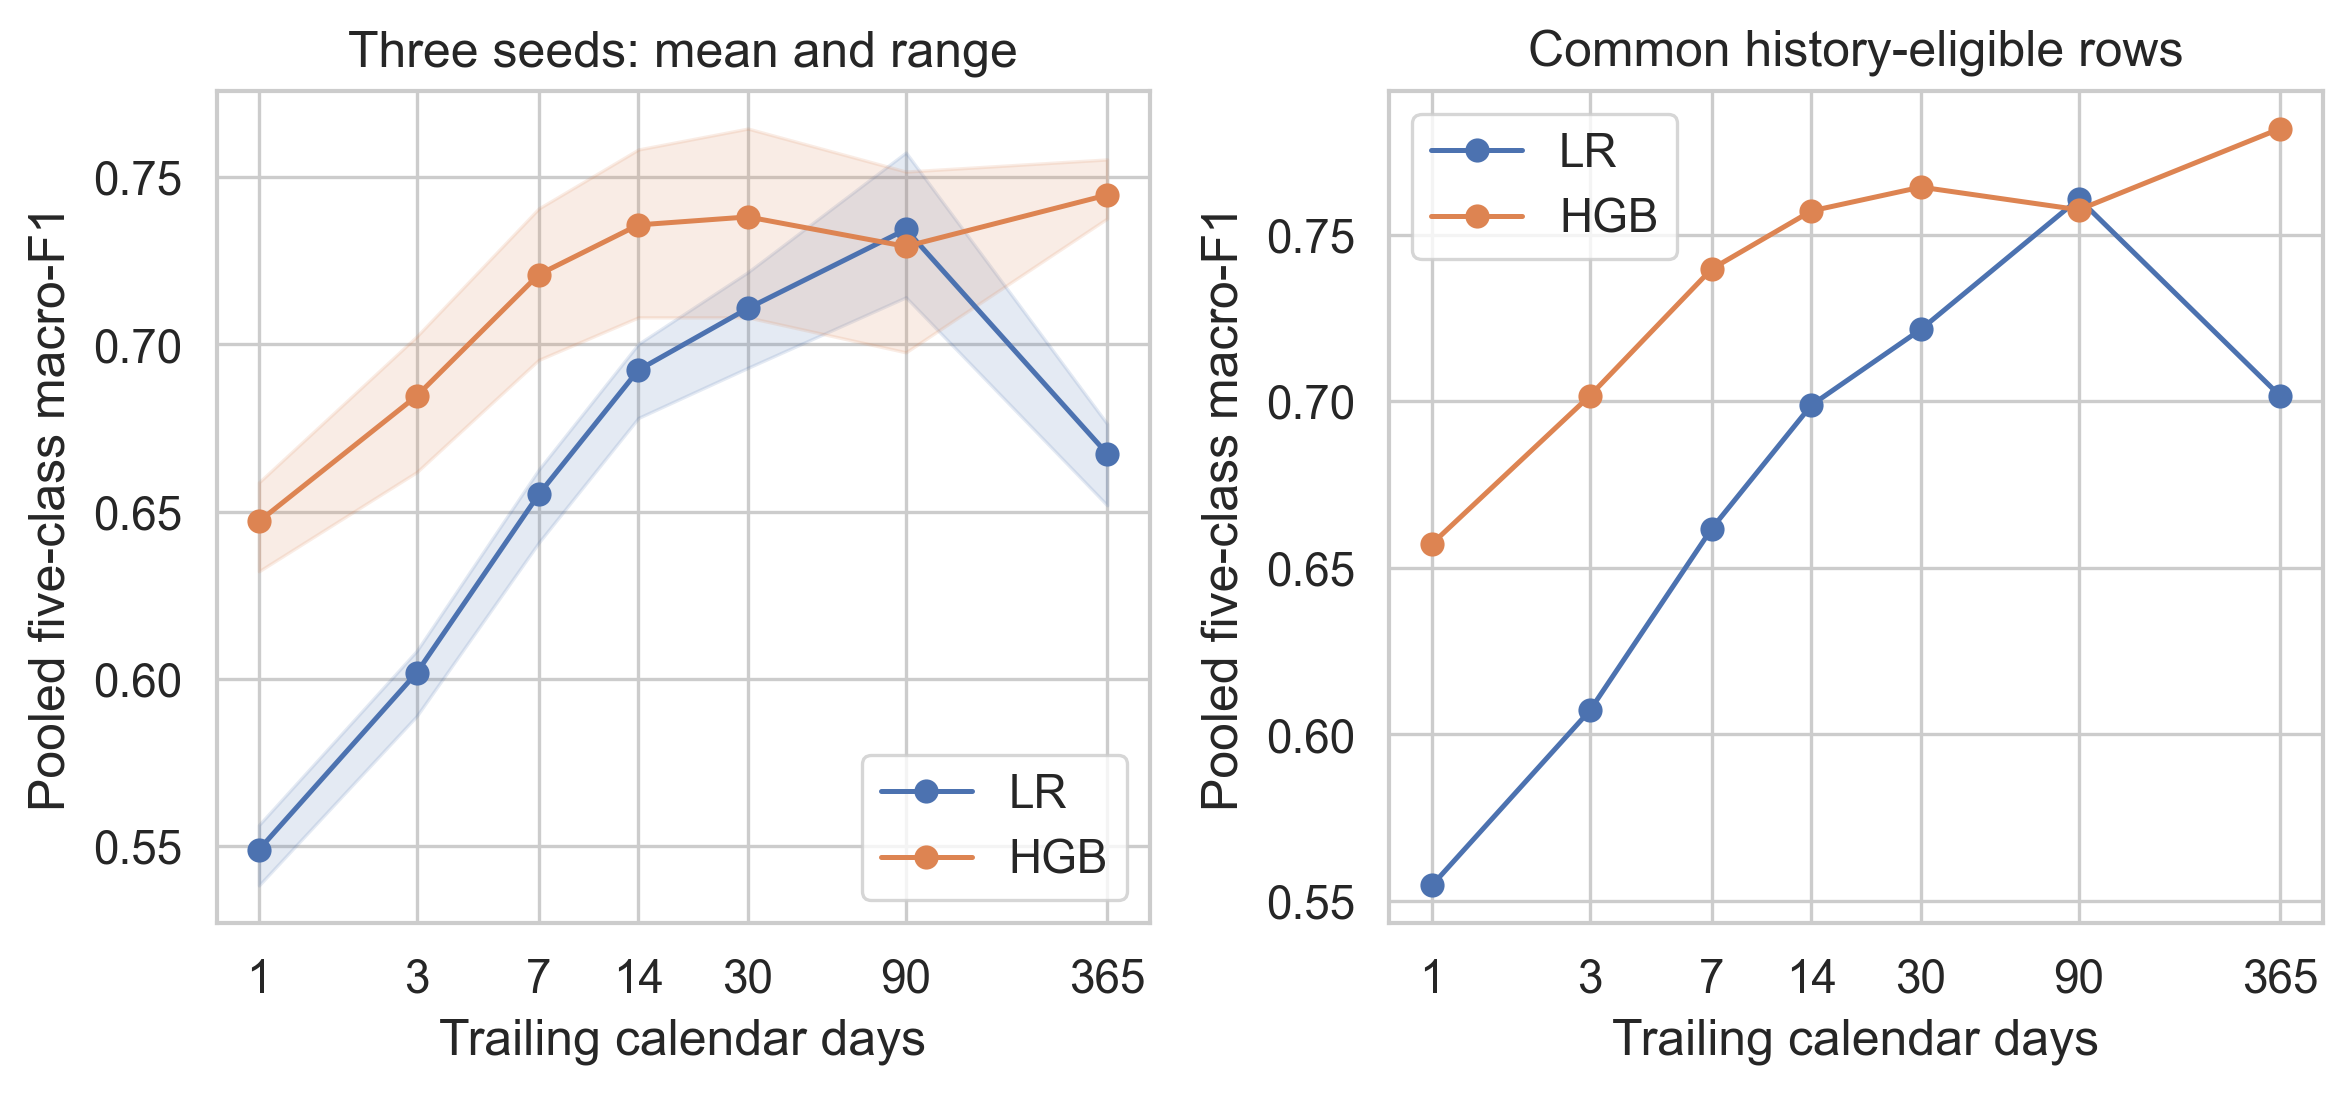 Three seeds: mean and range
Pooled five-class macro-F1
0.75
0.70
0.65
0.60
0.55
LR
HGB
1 3 7 14 30 90 365
Trailing calendar days
Common history-eligible rows
Pooled five-class macro-F1
LR
HGB
0.75
0.70
0.65
0.60
0.55
1 3 7 14 30 90 365
Trailing calendar days